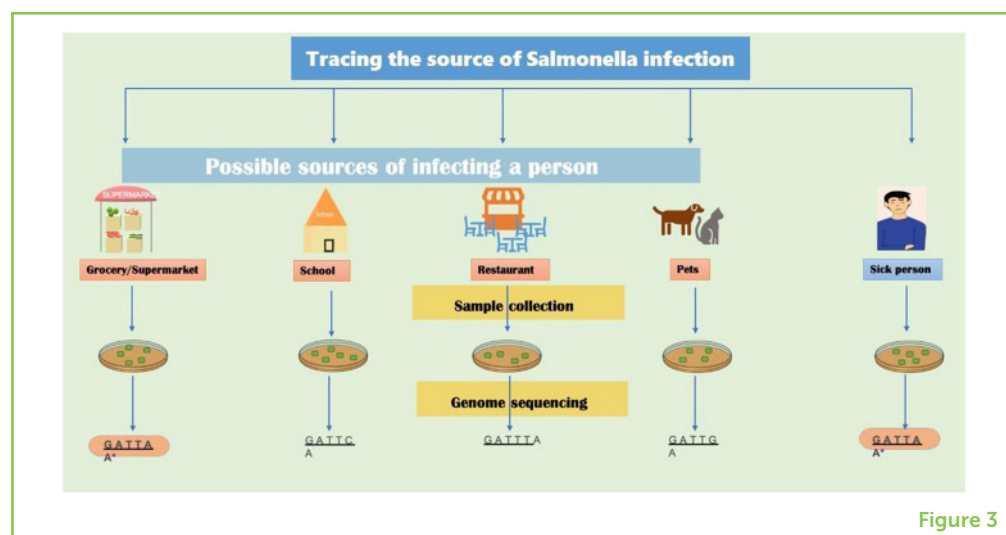 Tracing the source of Salmonella infection
Possible sources of infecting a person
SUPERMARKET
School
Grocery/Supermarket
School
Restaurant
Pets
Sick person
Sample collection
Genome sequencing
GATTA
A*
GATTC
A
GATTTA
GATTG
A
GATTA
A*
Figure 3